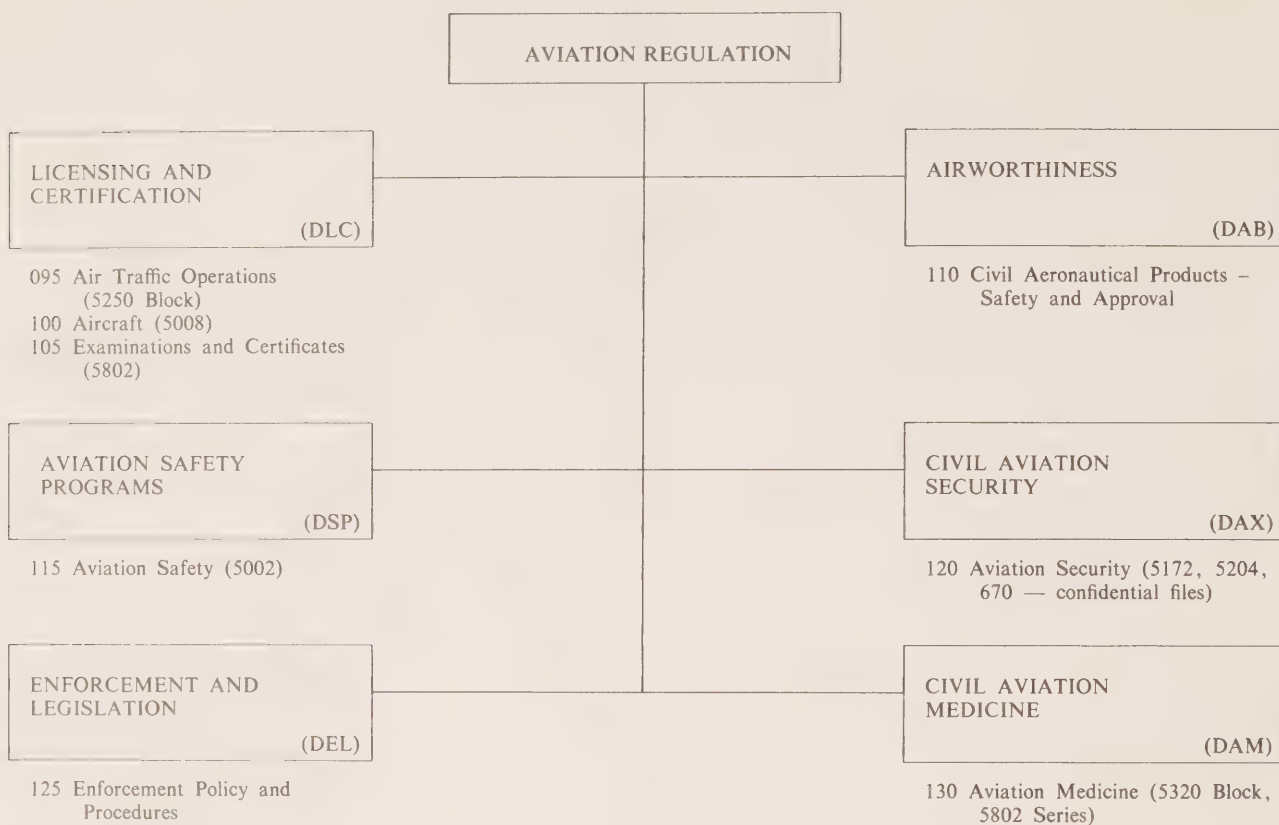 AVIATION REGULATION
LICENSING AND
CERTIFICATION
(DLC)
095 Air Traffic Operations
(5250 Block)
100 Aircraft (5008)
105 Examinations and Certificates
(5802)
AIRWORTHINESS
(DAB)
110 Civil Aeronautical Products –
Safety and Approval
AVIATION SAFETY
PROGRAMS
(DSP)
115 Aviation Safety (5002)
CIVIL AVIATION
SECURITY
(DAX)
120 Aviation Security (5172, 5204,
670 — confidential files)
ENFORCEMENT AND
LEGISLATION
(DEL)
125 Enforcement Policy and
Procedures
CIVIL AVIATION
MEDICINE
(DAM)
130 Aviation Medicine (5320 Block,
5802 Series)